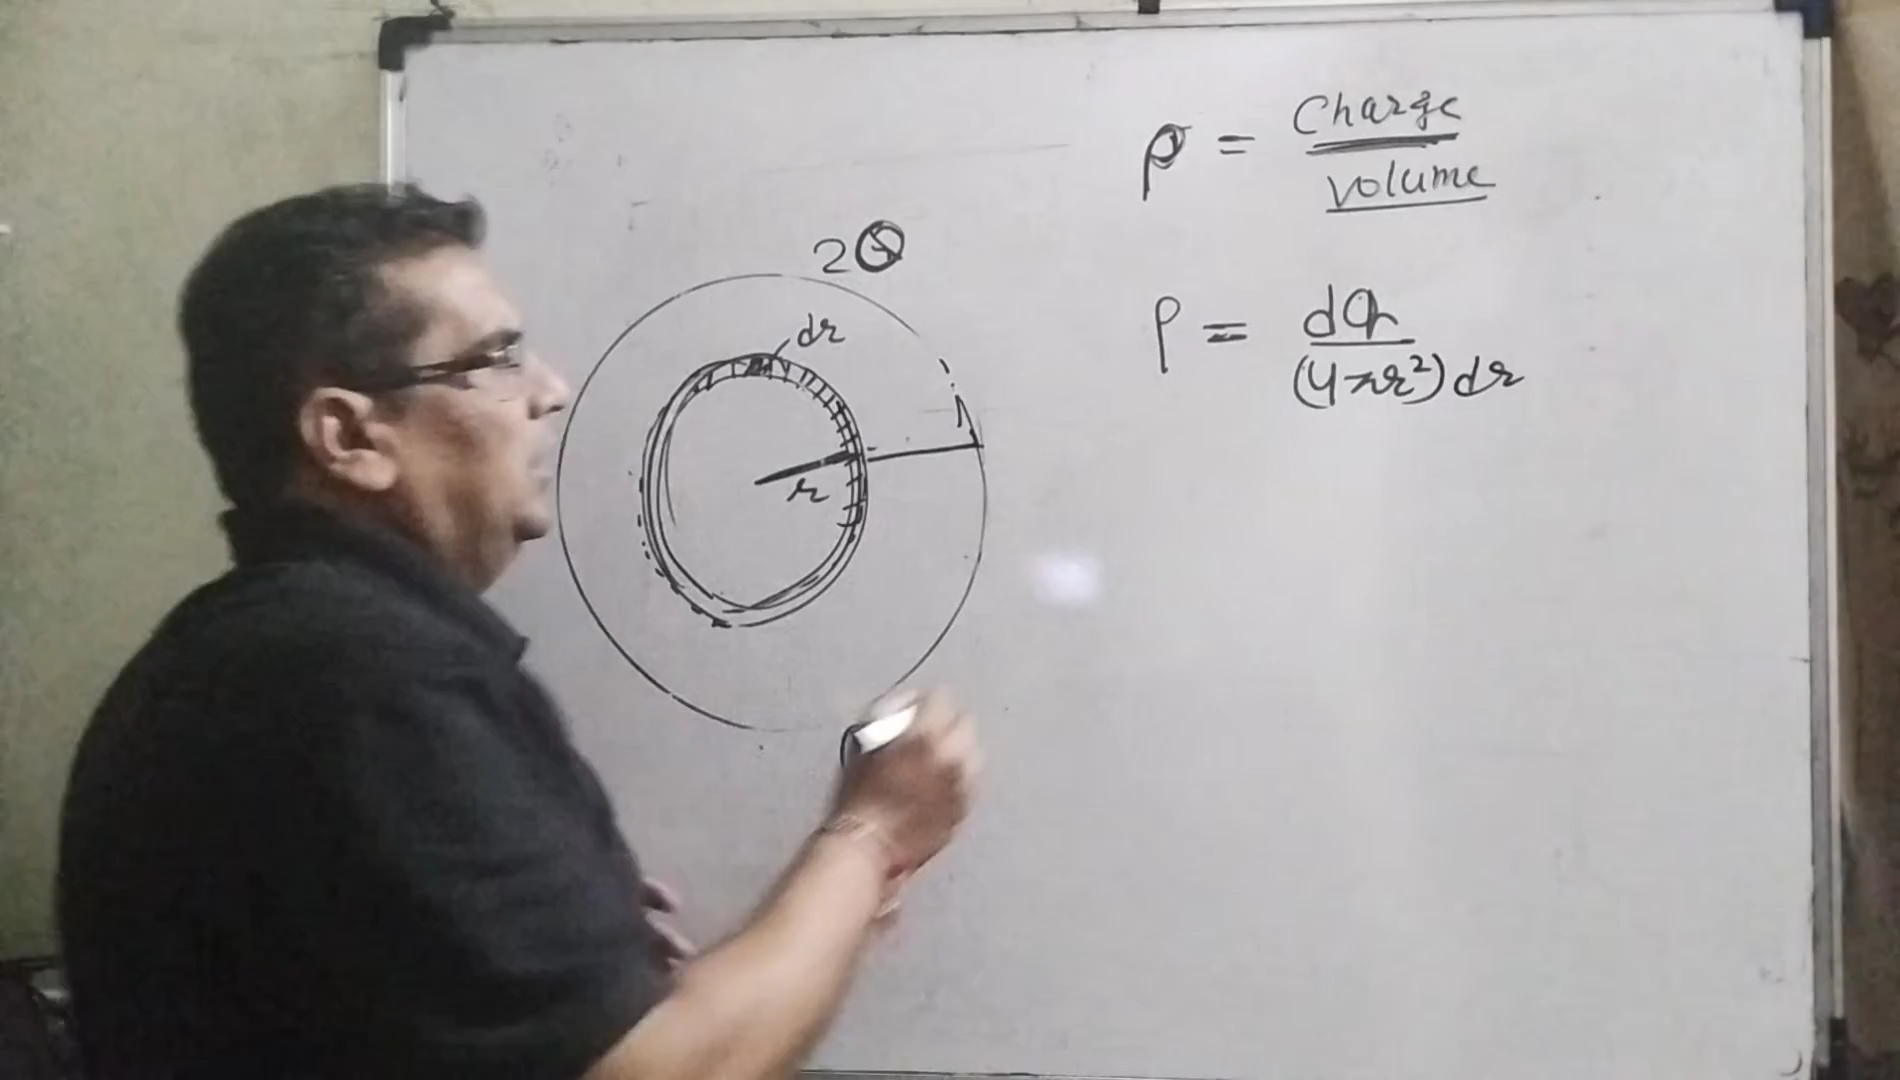 ρ = Charge / volume
2Q
dr
ρ = dQ / (4πr²) dr
r